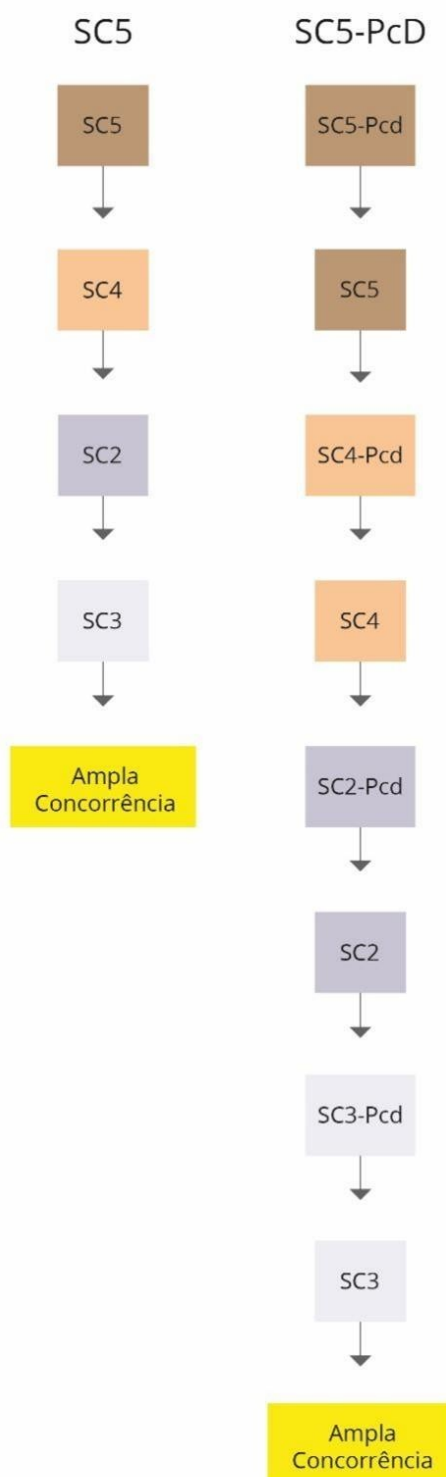 SC5
SC5
SC4
SC2
SC3
Ampla
Concorrência
SC5-PcD
SC5-Pcd
SC5
SC4-Pcd
SC4
SC2-Pcd
SC2
SC3-Pcd
SC3
Ampla
Concorrência